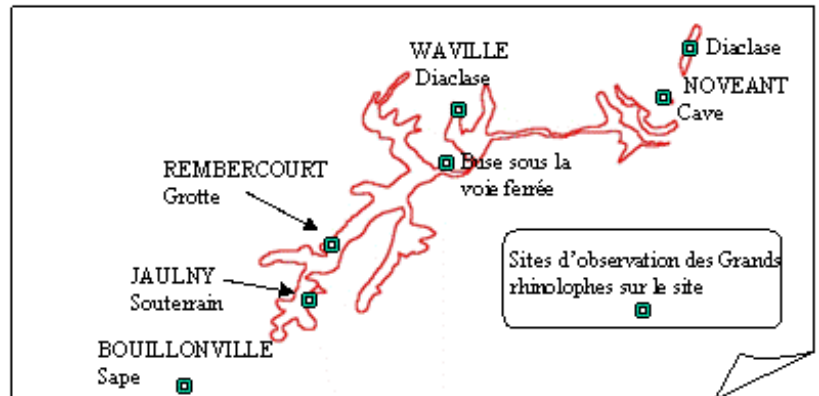 WAVILLE
Diaclase
Diaclase
NOVEANT
Cave
Buse sous la
voie ferrée
REMBERCOURT
Grotte
JAULNY
Souterrain
Sites d'observation des Grands
rhinolophes sur le site
BOUILLONVILLE
Sape